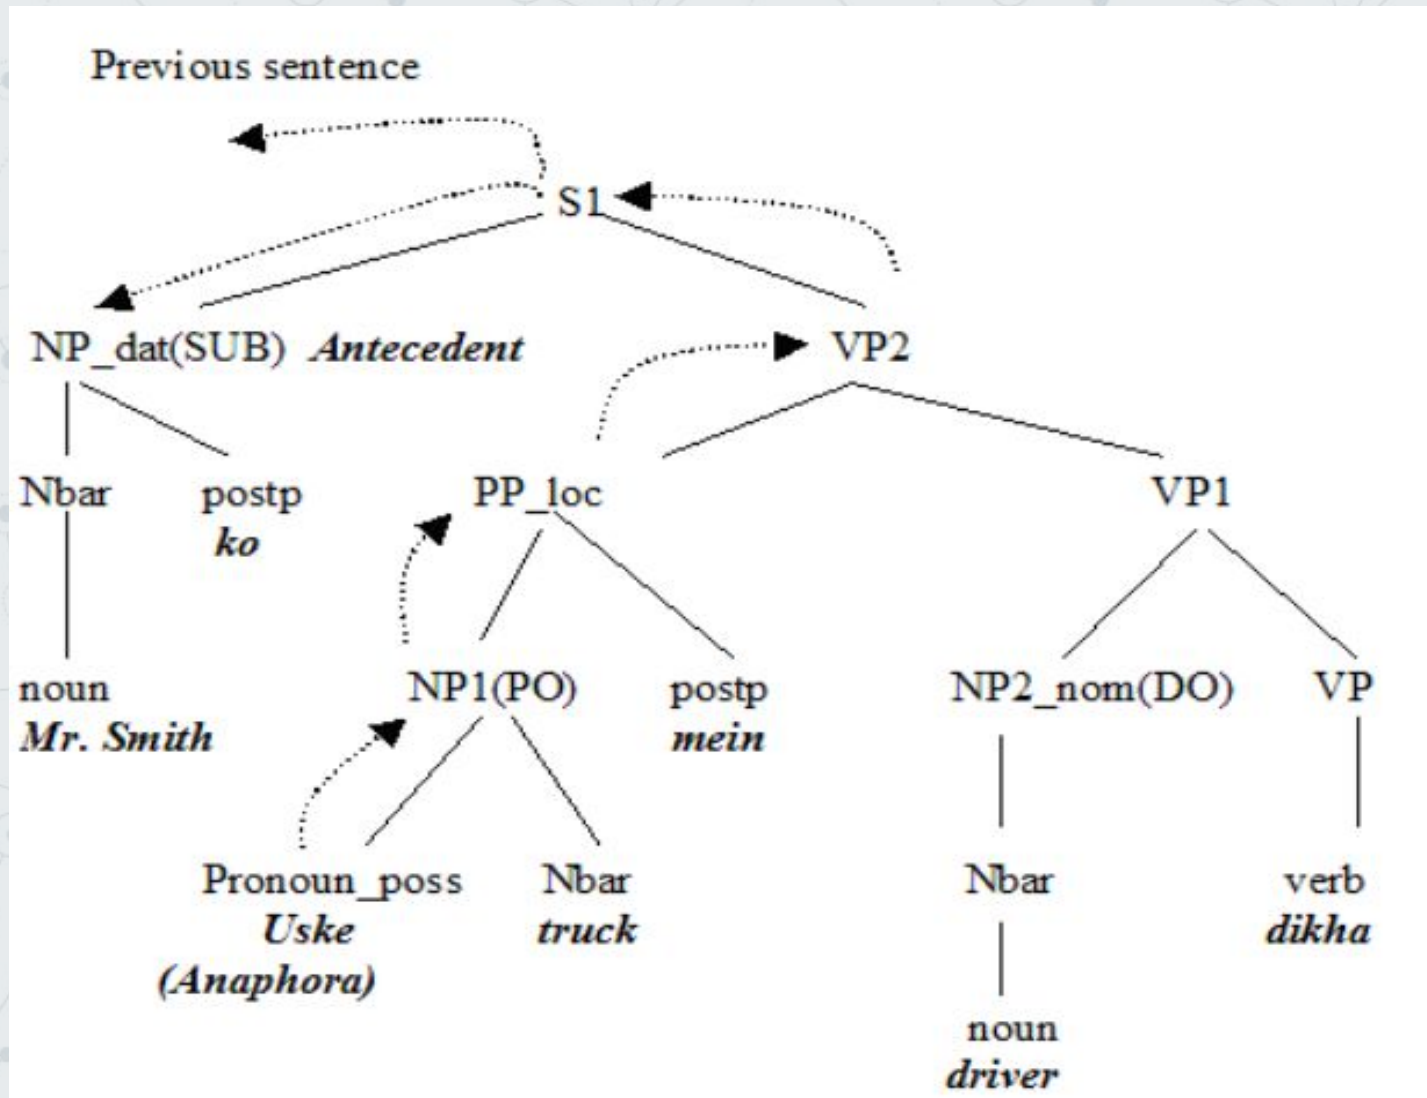 Previous sentence
S1
NP_dat(SUB) Antecedent
VP2
Nbar
postp
ko
PP_loc
VP1
noun
Mr. Smith
NP1(PO)
postp
mein
NP2_nom(DO)
VP
Pronoun_poss
Uske
(Anaphora)
Nbar
truck
Nbar
verb
dikha
noun
driver